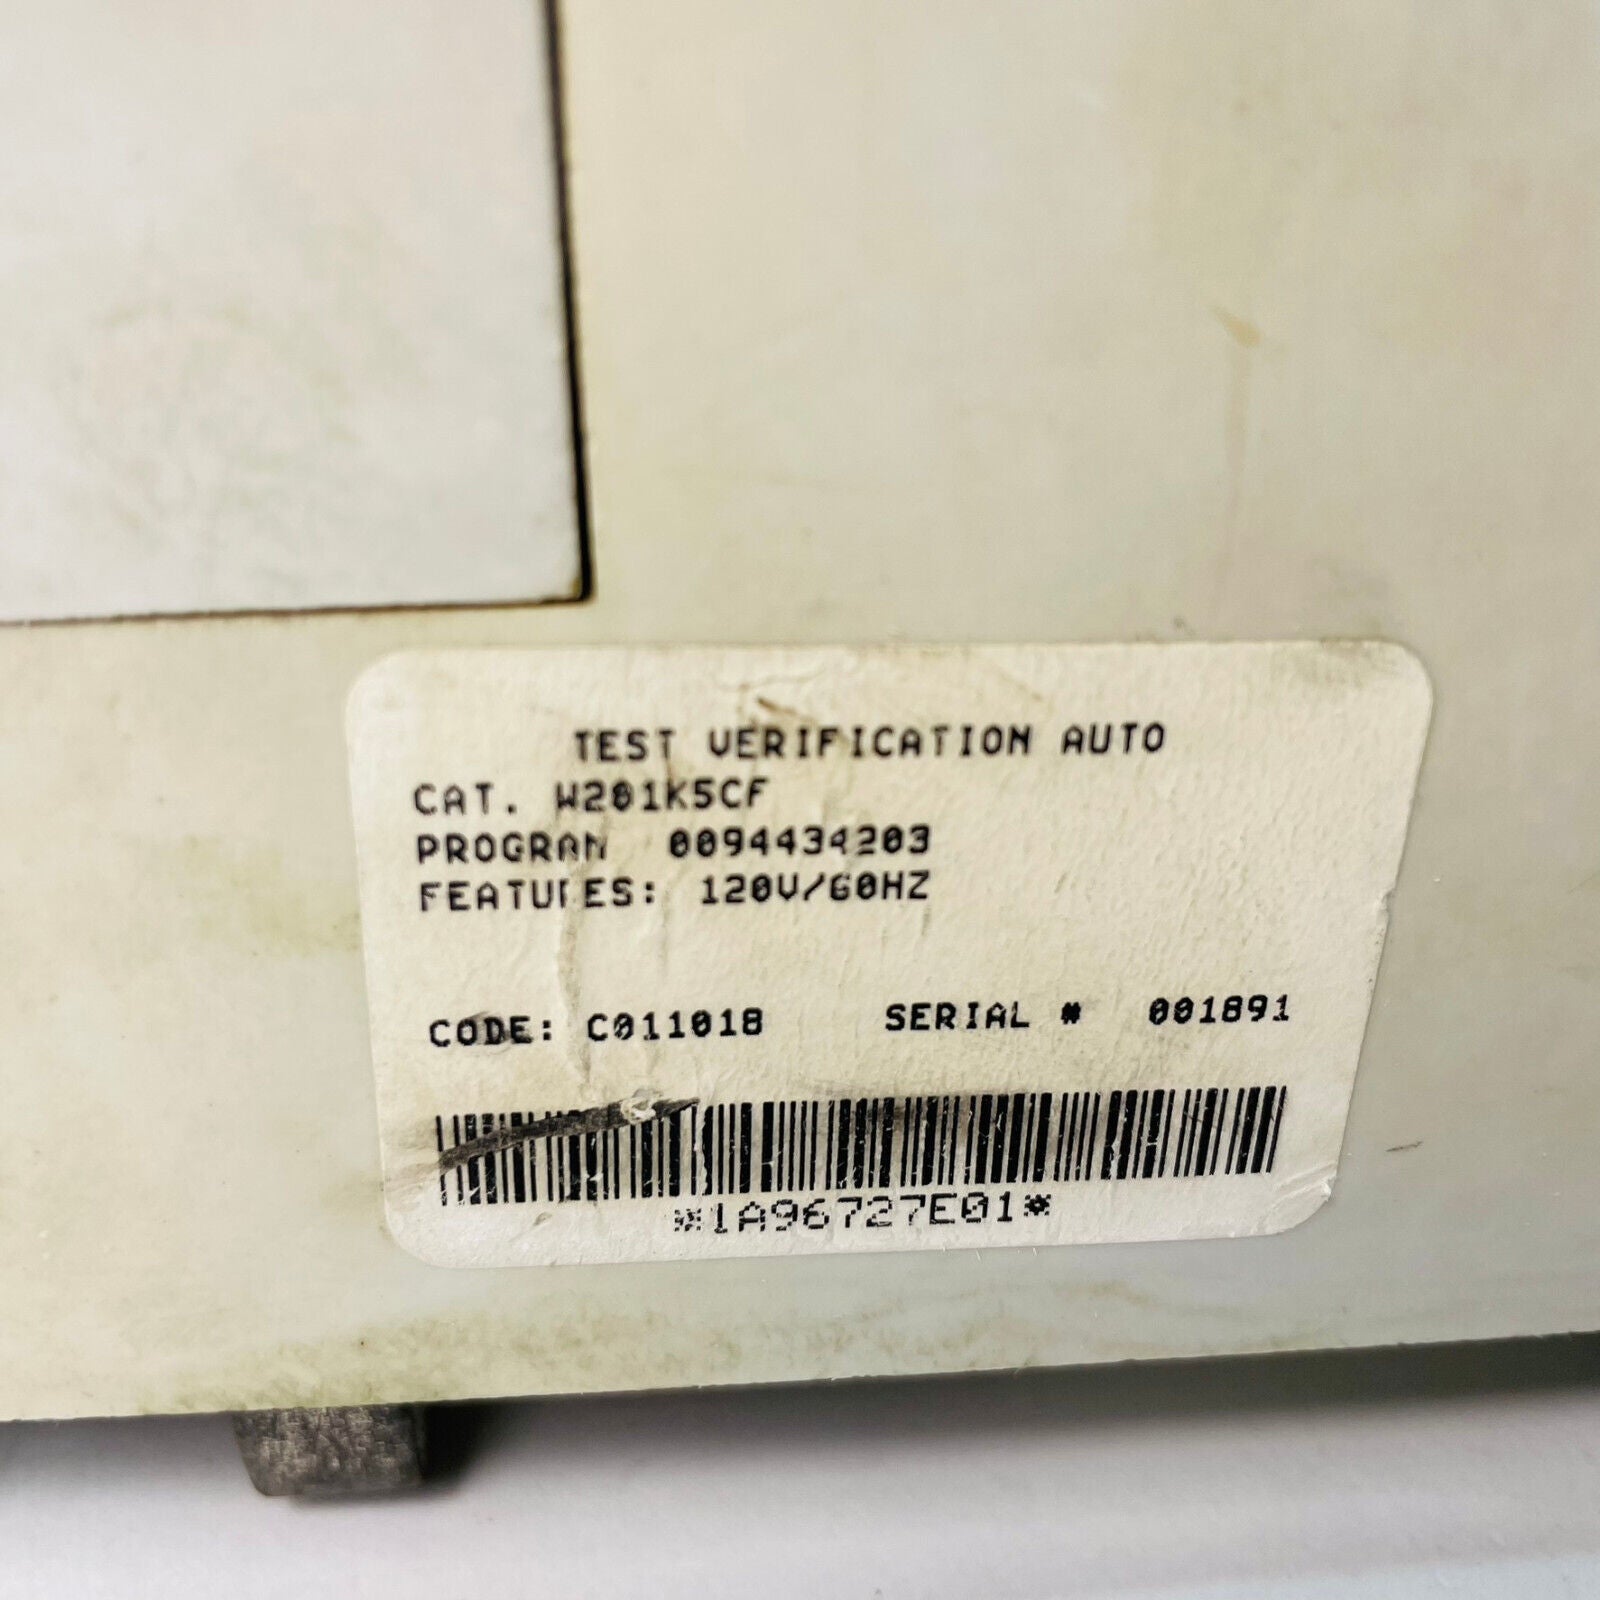 TEST VERIFICATION AUTO
CAT. W201K5CF
PROGRAM 0094434203
FEATURES: 120V/60HZ
CODE: C011018 SERIAL # 001891
*1A96727E01*